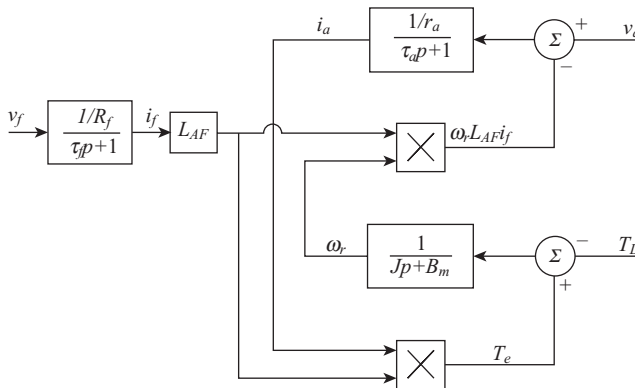 i_a
1/r_a
τ_a p+1
Σ
+
−
v_a
v_f
1/R_f
τ_f p+1
i_f
L_AF
×
ω_r L_AF i_f
ω_r
1
Jp+B_m
Σ
−
+
T_L
×
T_e